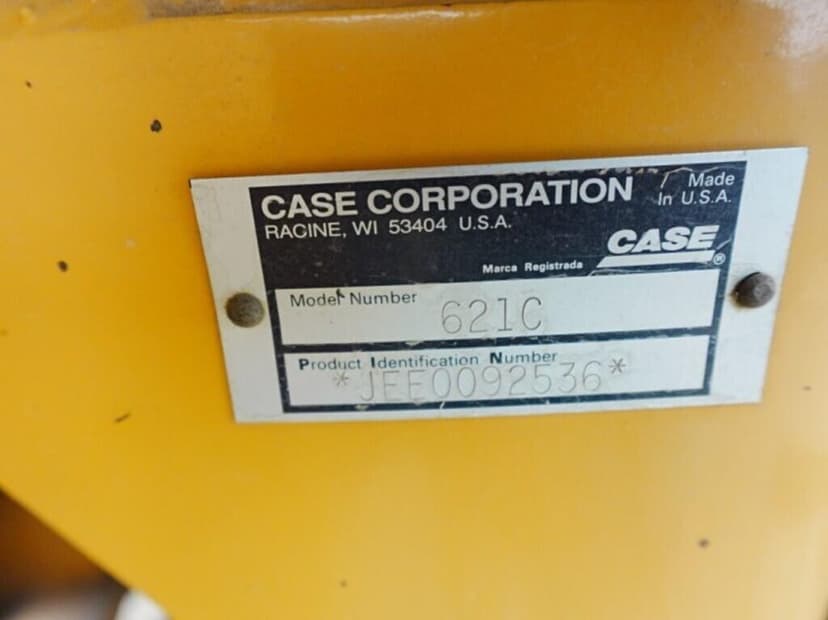 CASE CORPORATION
RACINE, WI 53404 U.S.A.
Made
In U.S.A.
CASE®
Marca Registrada
Model Number
621C
Product Identification Number
*JEE0092536*